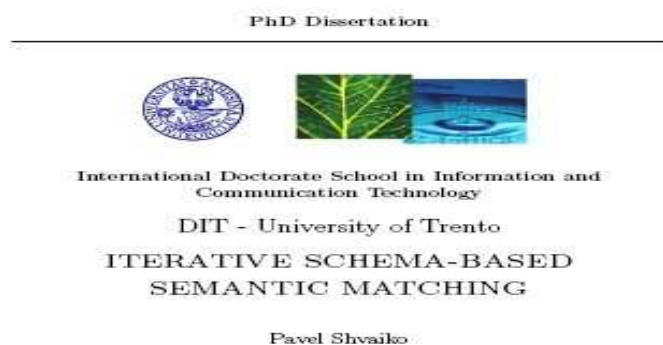 PhD Dissertation
International Doctorate School in Information and
Communication Technology
DIT - University of Trento
ITERATIVE SCHEMA-BASED
SEMANTIC MATCHING
Pavel Shvaiko